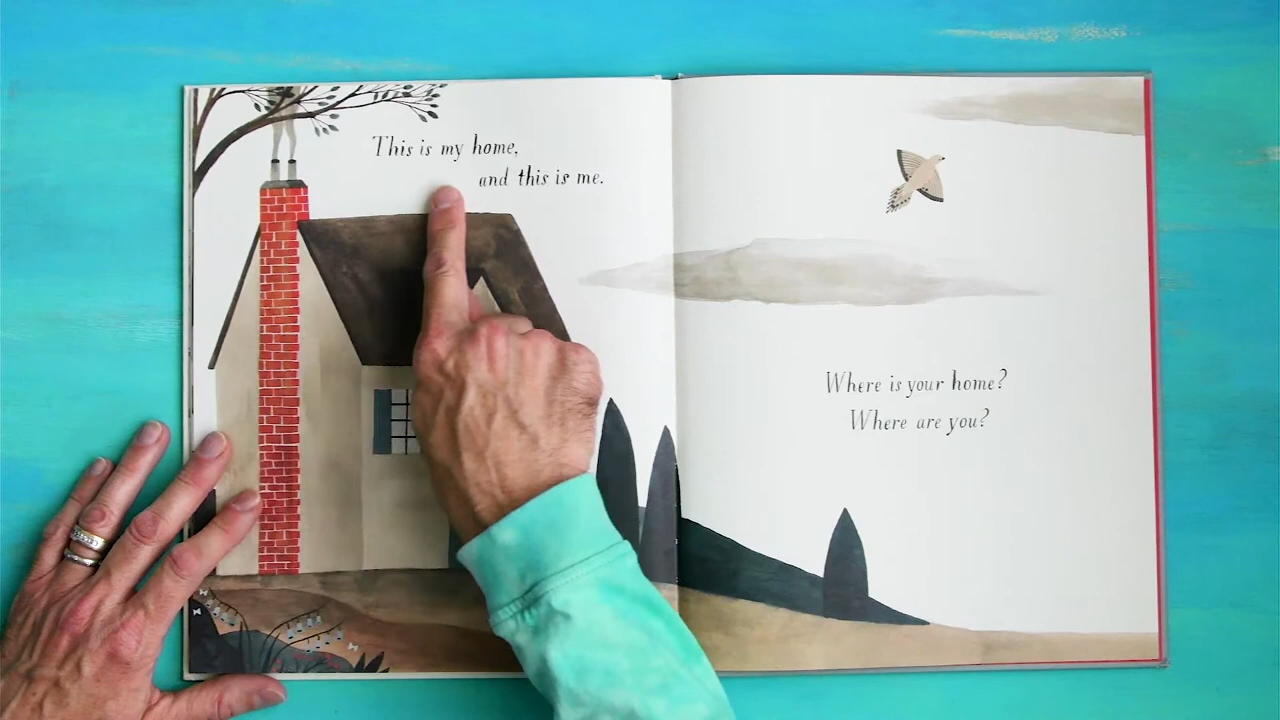 This is my home,
and this is me.
Where is your home?
Where are you?